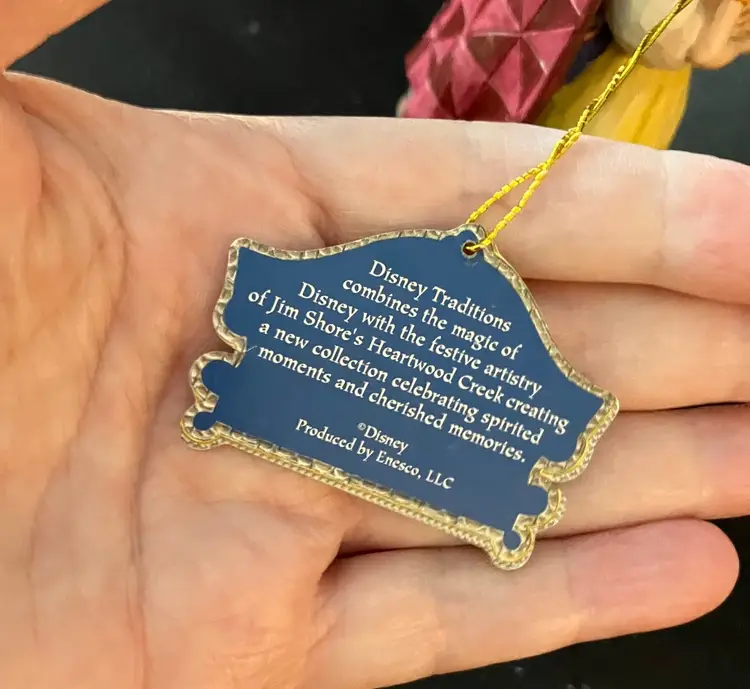 Disney Traditions
combines the magic of
Disney with the festive artistry
of Jim Shore's Heartwood Creek creating
a new collection celebrating spirited
moments and cherished memories.
©Disney
Produced by Enesco, LLC